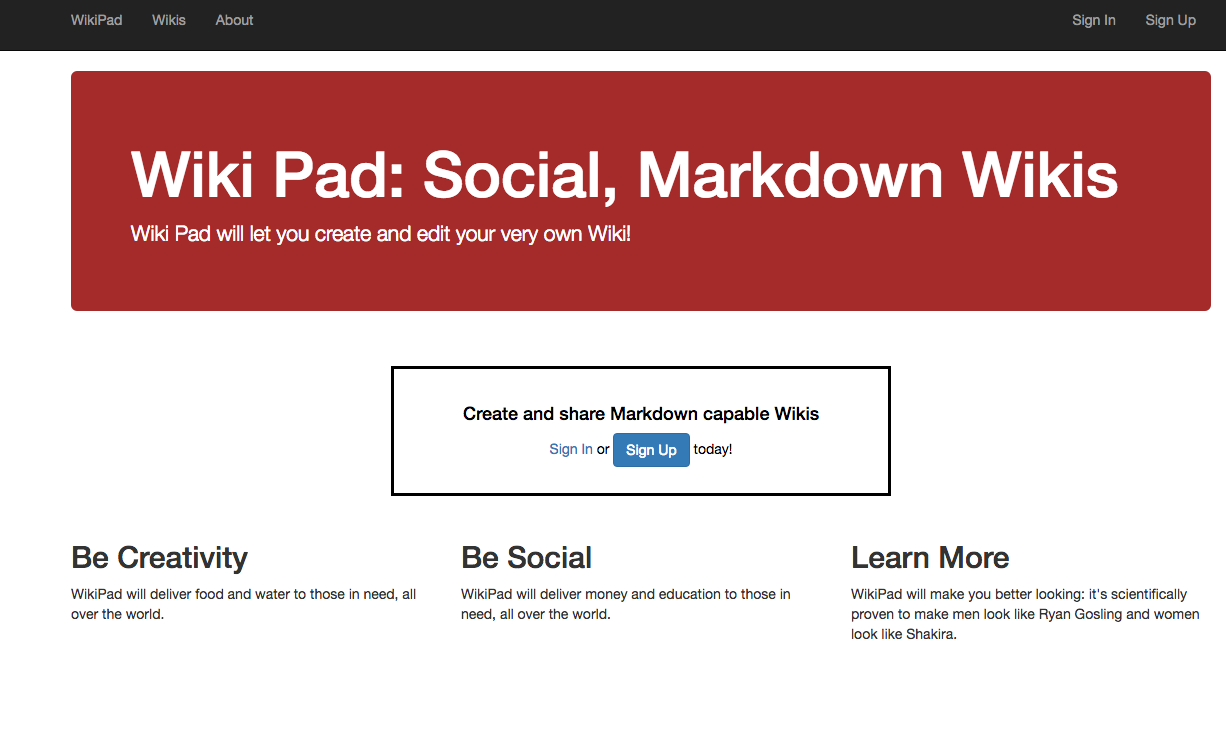 WikiPad Wikis About Sign In Sign Up
Wiki Pad: Social, Markdown Wikis
Wiki Pad will let you create and edit your very own Wiki!
Create and share Markdown capable Wikis
Sign In or Sign Up today!
Be Creativity
WikiPad will deliver food and water to those in need, all
over the world.
Be Social
WikiPad will deliver money and education to those in
need, all over the world.
Learn More
WikiPad will make you better looking: it's scientifically
proven to make men look like Ryan Gosling and women
look like Shakira.